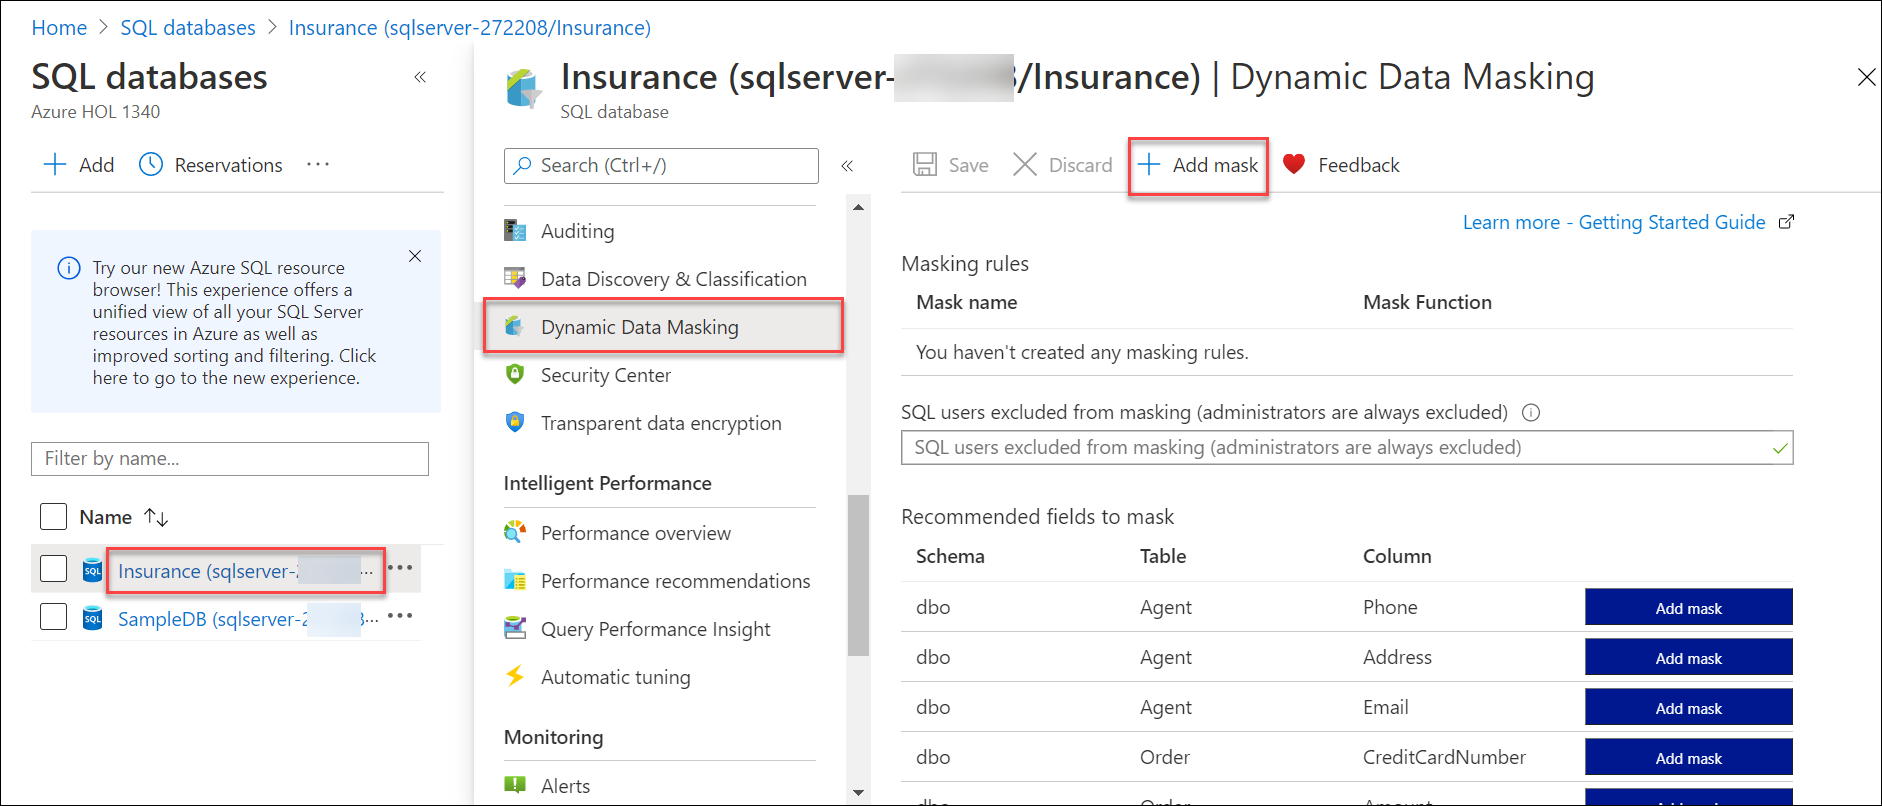 Home > SQL databases > Insurance (sqlserver-272208/Insurance)
SQL databases
«
Azure HOL 1340
Add
Reservations
···
Try our new Azure SQL resource
browser! This experience offers a
unified view of all your SQL Server
resources in Azure as well as
improved sorting and filtering. Click
here to go to the new experience.
Filter by name...
Name ↑↓
SQL
Insurance (sqlserver-
...
SQL
SampleDB (sqlserver-2
...
Insurance (sqlserver- /Insurance) | Dynamic Data Masking
SQL database
Search (Ctrl+/)
«
Auditing
Data Discovery & Classification
Dynamic Data Masking
Security Center
Transparent data encryption
Intelligent Performance
Performance overview
Performance recommendations
Query Performance Insight
Automatic tuning
Monitoring
Alerts
Save
Discard
Add mask
Feedback
Learn more - Getting Started Guide
Masking rules
Mask name Mask Function
You haven't created any masking rules.
SQL users excluded from masking (administrators are always excluded)
SQL users excluded from masking (administrators are always excluded)
Recommended fields to mask
Schema Table Column
dbo Agent Phone Add mask
dbo Agent Address Add mask
dbo Agent Email Add mask
dbo Order CreditCardNumber Add mask